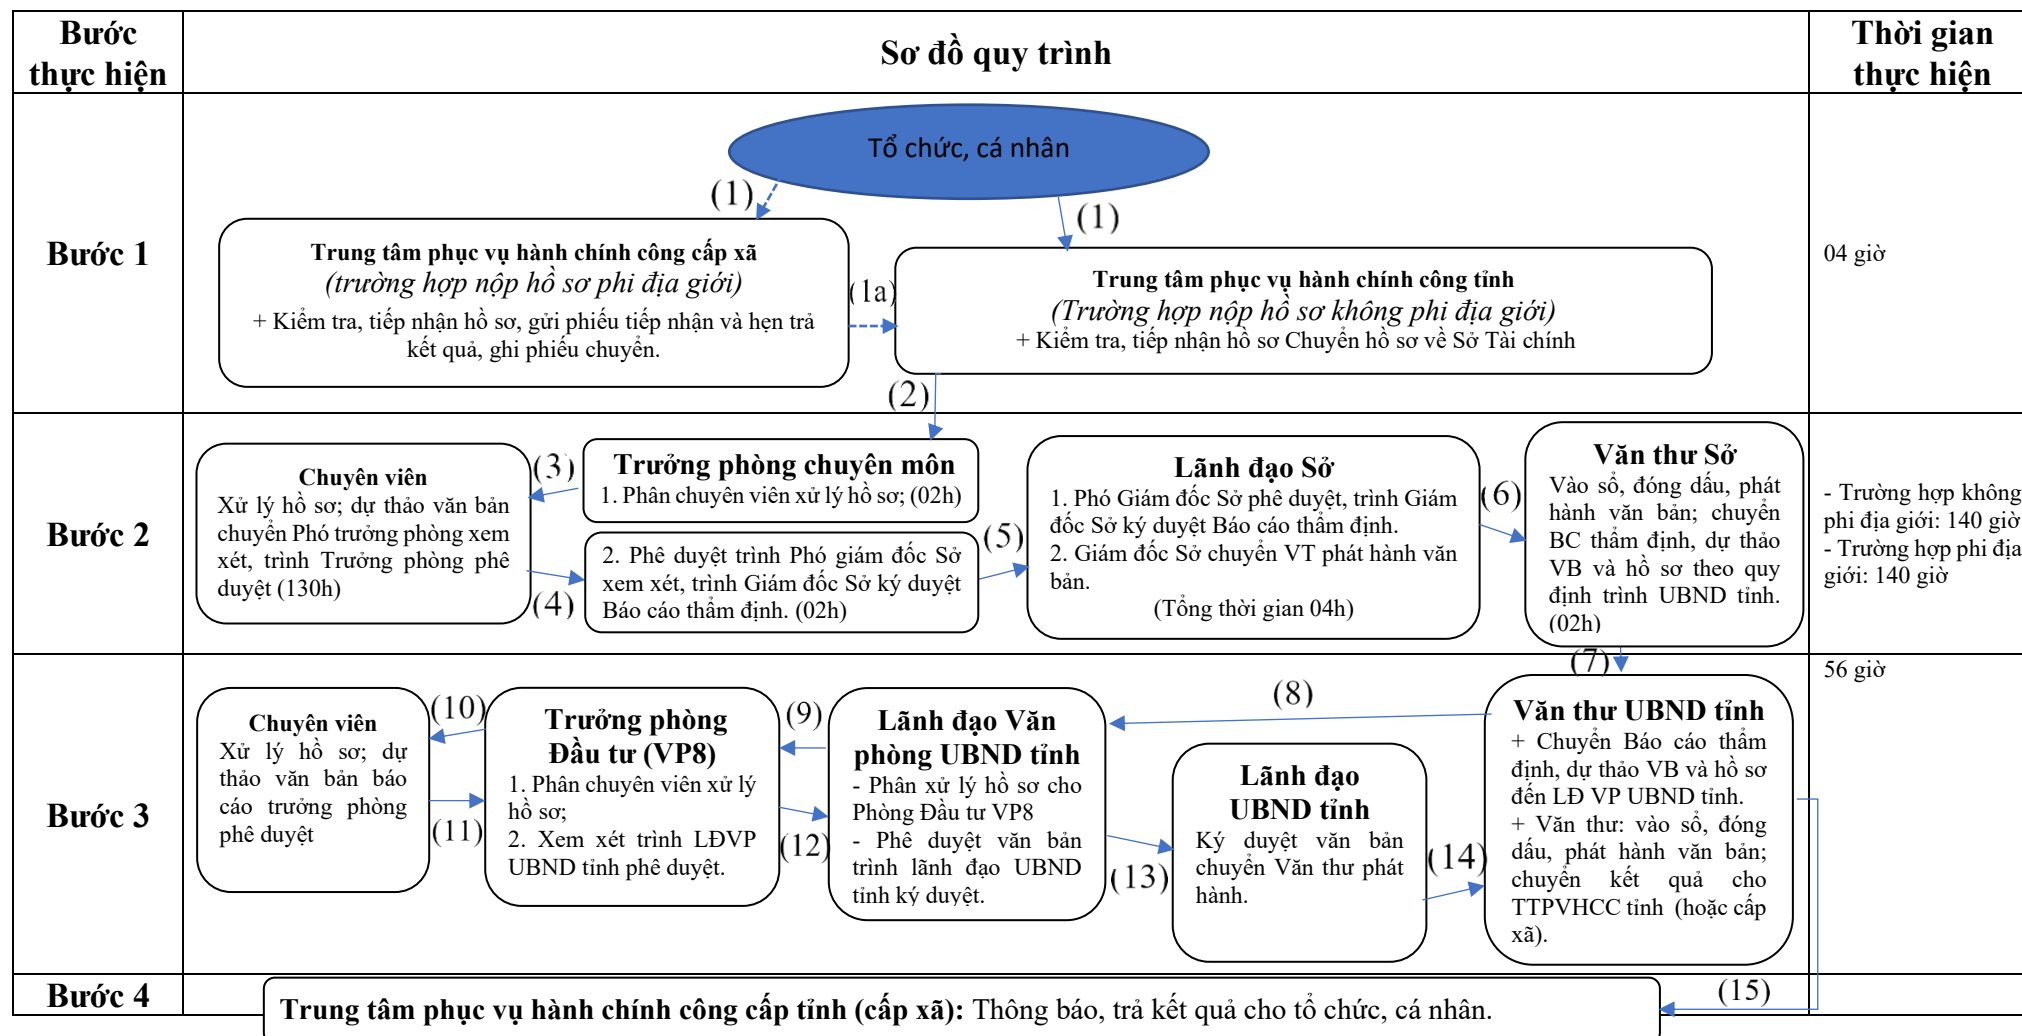 Bước
thực hiện
Sơ đồ quy trình
Thời gian
thực hiện
Bước 1
Tổ chức, cá nhân
(1)
(1)
Trung tâm phục vụ hành chính công cấp xã
(trường hợp nộp hồ sơ phi địa giới)
+ Kiểm tra, tiếp nhận hồ sơ, gửi phiếu tiếp nhận và hẹn trả
kết quả, ghi phiếu chuyển.
(1a)
Trung tâm phục vụ hành chính công tỉnh
(Trường hợp nộp hồ sơ không phi địa giới)
+ Kiểm tra, tiếp nhận hồ sơ Chuyển hồ sơ về Sở Tài chính
04 giờ
(2)
Bước 2
Chuyên viên
Xử lý hồ sơ; dự thảo văn bản
chuyển Phó trưởng phòng xem
xét, trình Trưởng phòng phê
duyệt (130h)
(3)
(4)
Trưởng phòng chuyên môn
1. Phân chuyên viên xử lý hồ sơ; (02h)
2. Phê duyệt trình Phó giám đốc Sở
xem xét, trình Giám đốc Sở ký duyệt
Báo cáo thẩm định. (02h)
(5)
Lãnh đạo Sở
1. Phó Giám đốc Sở phê duyệt, trình Giám
đốc Sở ký duyệt Báo cáo thẩm định.
2. Giám đốc Sở chuyển VT phát hành văn
bản.
(Tổng thời gian 04h)
(6)
Văn thư Sở
Vào sổ, đóng dấu, phát
hành văn bản; chuyển
BC thẩm định, dự thảo
VB và hồ sơ theo quy
định trình UBND tỉnh.
(02h)
- Trường hợp không
phi địa giới: 140 giờ
- Trường hợp phi địa
giới: 140 giờ
(7)
Bước 3
Chuyên viên
Xử lý hồ sơ; dự
thảo văn bản báo
cáo trưởng phòng
phê duyệt
(10)
(11)
Trưởng phòng
Đầu tư (VP8)
1. Phân chuyên viên xử lý
hồ sơ;
2. Xem xét trình LĐVP
UBND tỉnh phê duyệt.
(9)
(12)
Lãnh đạo Văn
phòng UBND tỉnh
- Phân xử lý hồ sơ cho
Phòng Đầu tư VP8
- Phê duyệt văn bản
trình lãnh đạo UBND
tỉnh ký duyệt.
(8)
(13)
Lãnh đạo
UBND tỉnh
Ký duyệt văn bản
chuyển Văn thư phát
hành.
(14)
Văn thư UBND tỉnh
+ Chuyển Báo cáo thẩm
định, dự thảo VB và hồ sơ
đến LĐ VP UBND tỉnh.
+ Văn thư: vào sổ, đóng
dấu, phát hành văn bản;
chuyển kết quả cho
TTPVHCC tỉnh (hoặc cấp
xã).
56 giờ
Bước 4
Trung tâm phục vụ hành chính công cấp tỉnh (cấp xã): Thông báo, trả kết quả cho tổ chức, cá nhân.
(15)